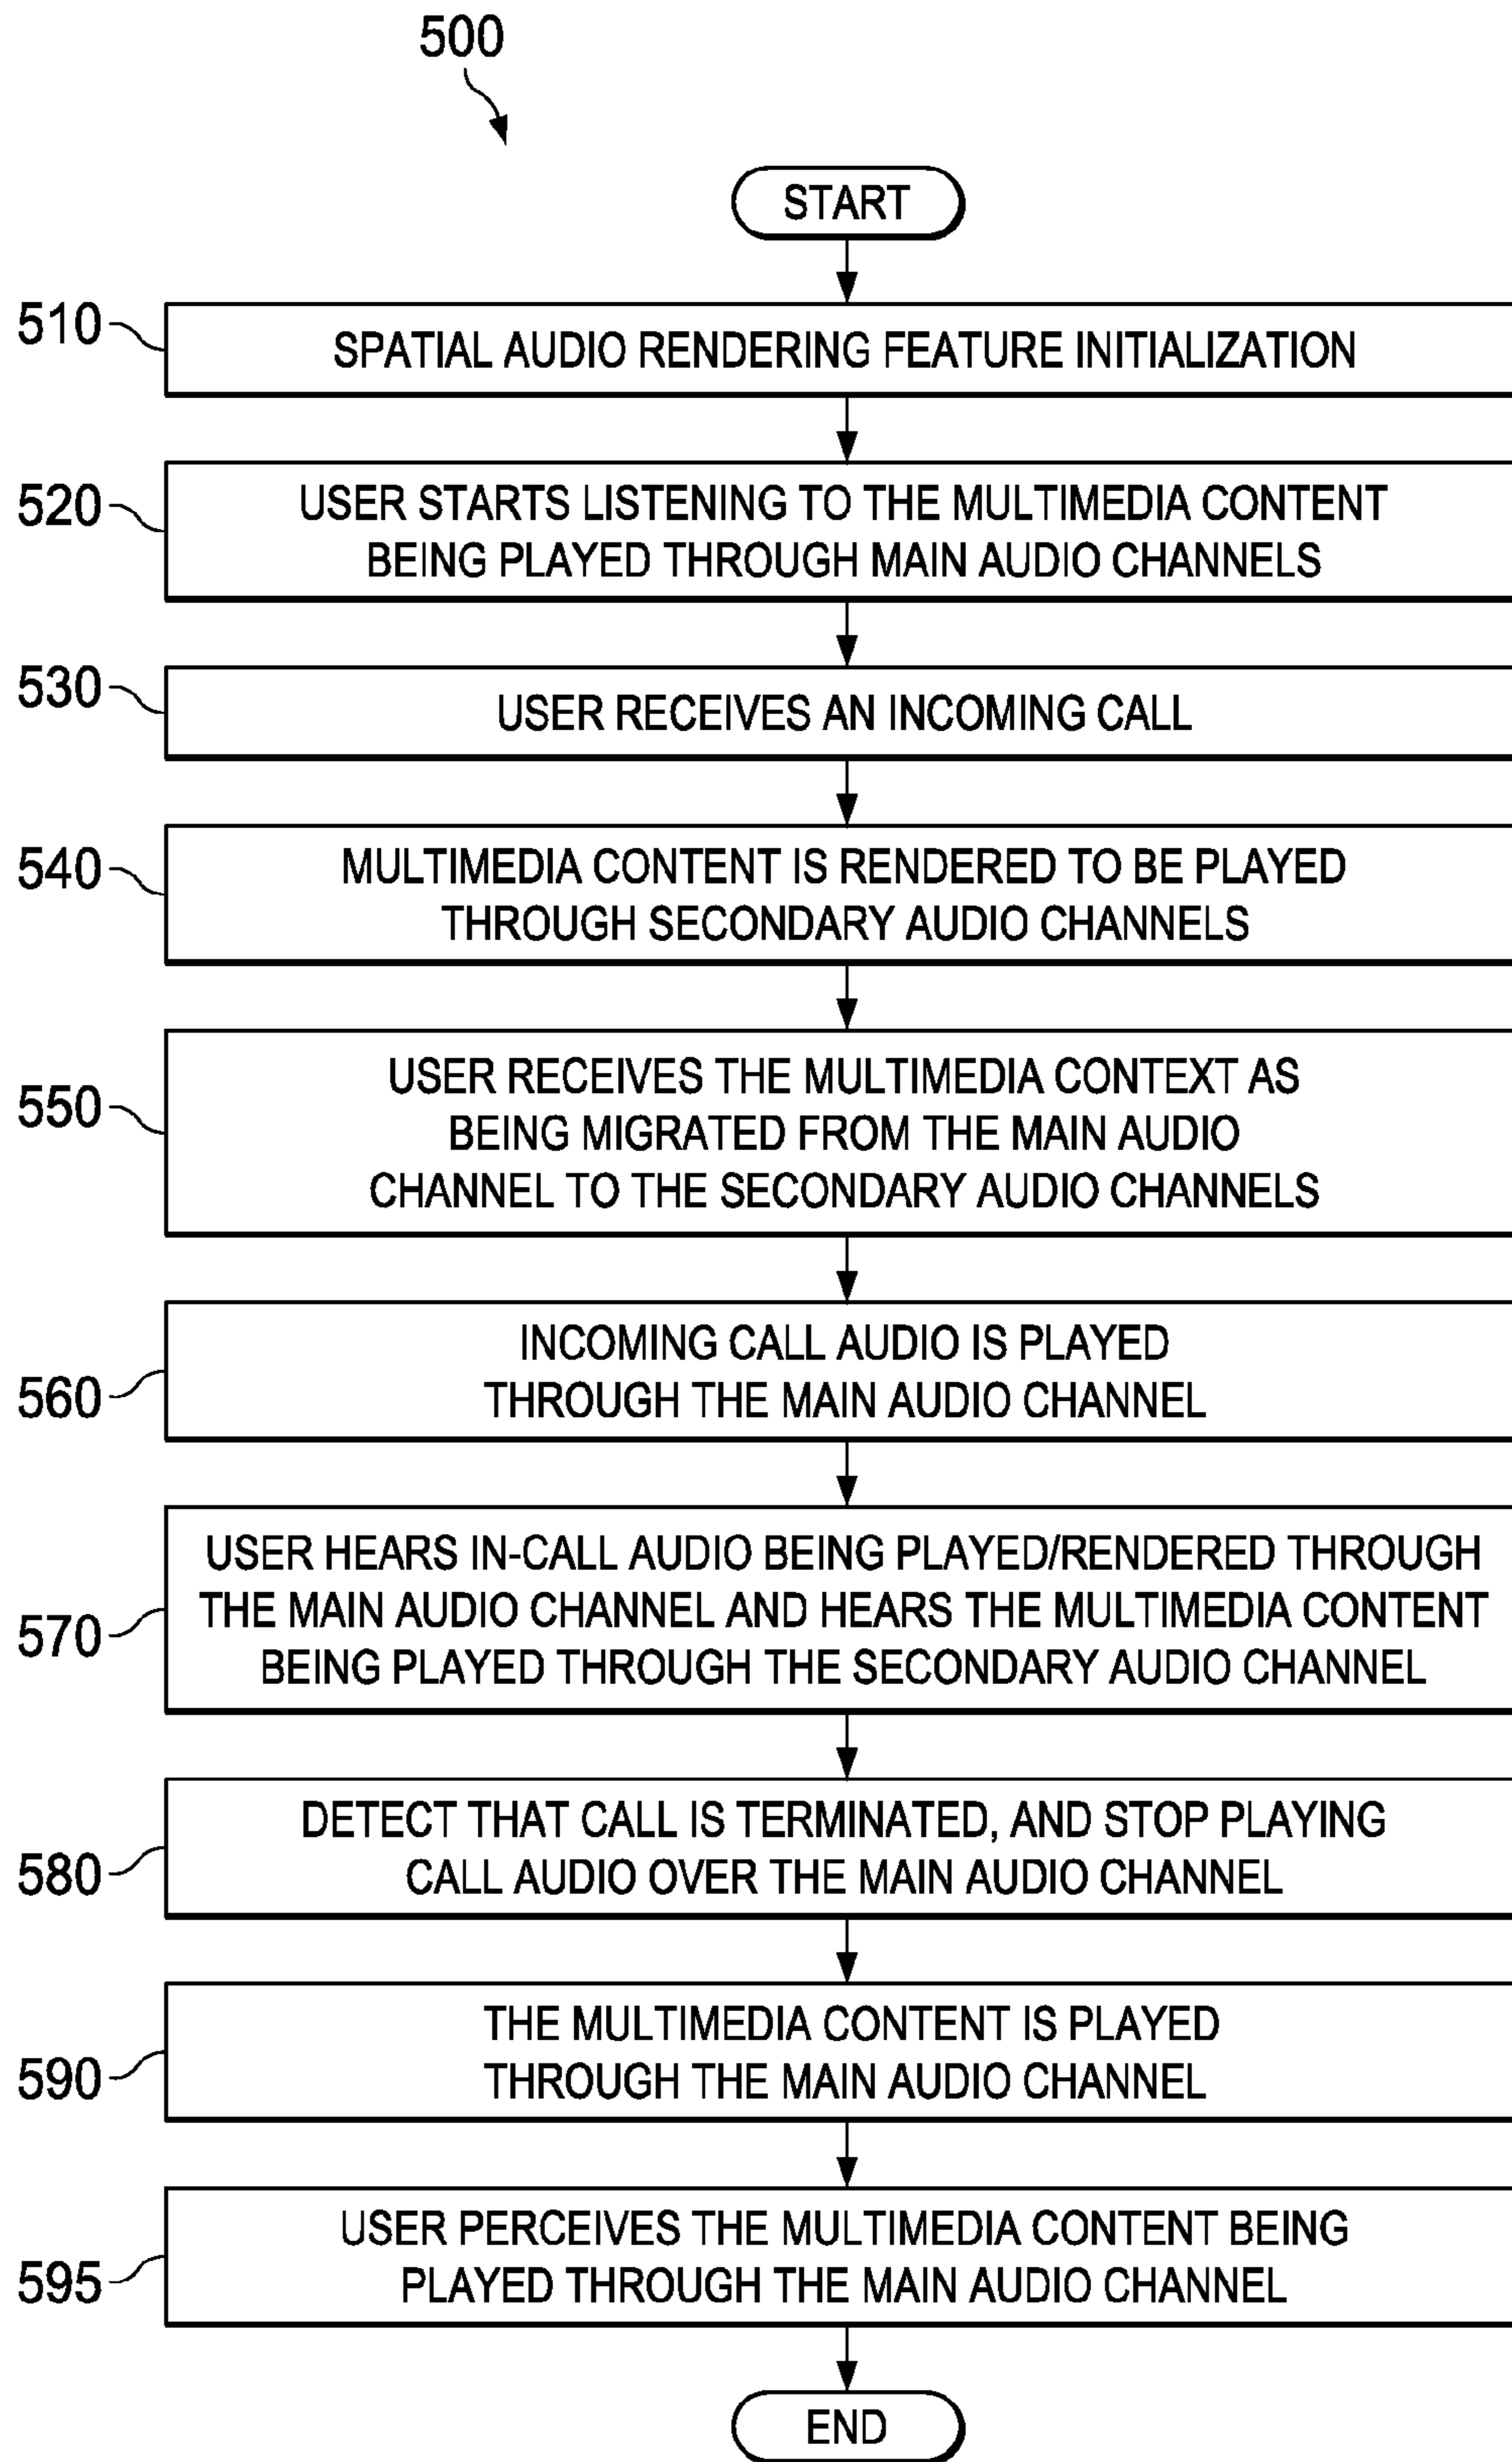 500
START
510
SPATIAL AUDIO RENDERING FEATURE INITIALIZATION
520
USER STARTS LISTENING TO THE MULTIMEDIA CONTENT
BEING PLAYED THROUGH MAIN AUDIO CHANNELS
530
USER RECEIVES AN INCOMING CALL
540
MULTIMEDIA CONTENT IS RENDERED TO BE PLAYED
THROUGH SECONDARY AUDIO CHANNELS
550
USER RECEIVES THE MULTIMEDIA CONTEXT AS
BEING MIGRATED FROM THE MAIN AUDIO
CHANNEL TO THE SECONDARY AUDIO CHANNELS
560
INCOMING CALL AUDIO IS PLAYED
THROUGH THE MAIN AUDIO CHANNEL
570
USER HEARS IN-CALL AUDIO BEING PLAYED/RENDERED THROUGH
THE MAIN AUDIO CHANNEL AND HEARS THE MULTIMEDIA CONTENT
BEING PLAYED THROUGH THE SECONDARY AUDIO CHANNEL
580
DETECT THAT CALL IS TERMINATED, AND STOP PLAYING
CALL AUDIO OVER THE MAIN AUDIO CHANNEL
590
THE MULTIMEDIA CONTENT IS PLAYED
THROUGH THE MAIN AUDIO CHANNEL
595
USER PERCEIVES THE MULTIMEDIA CONTENT BEING
PLAYED THROUGH THE MAIN AUDIO CHANNEL
END